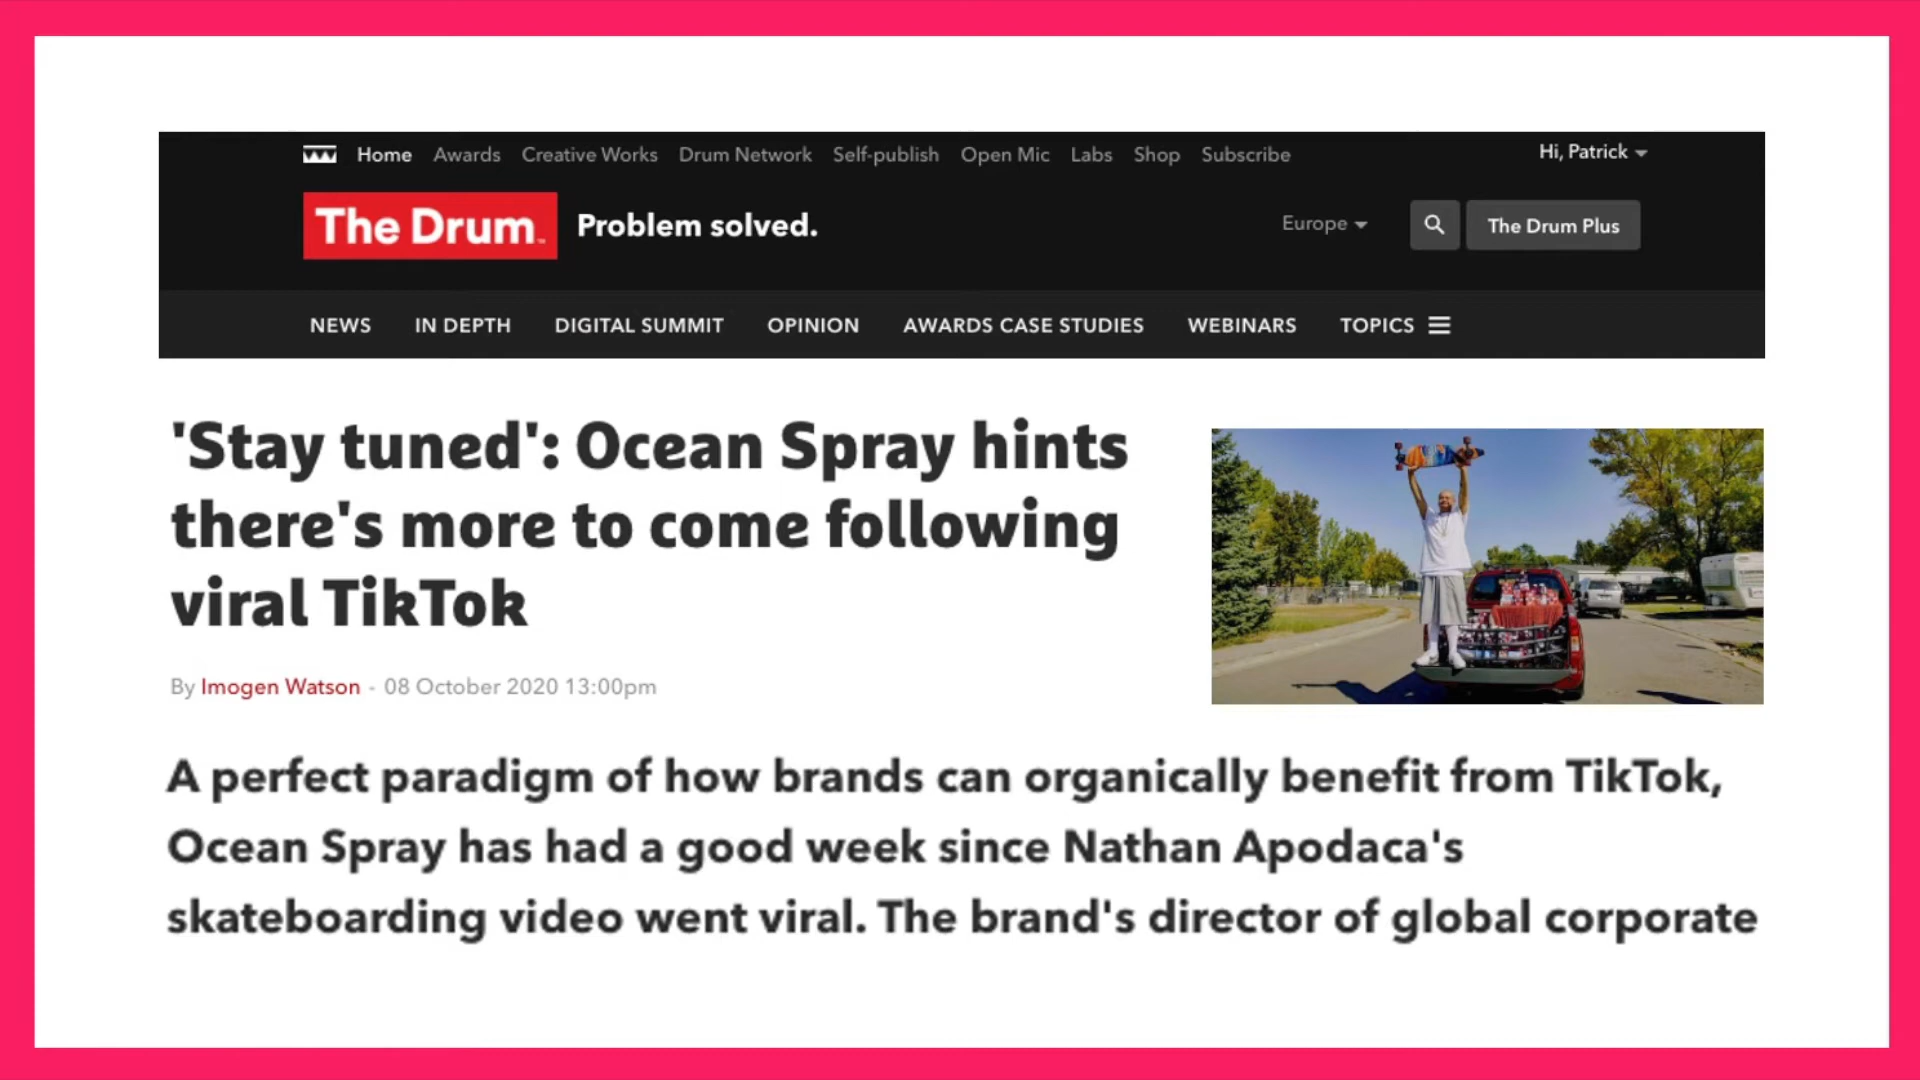 Home Awards Creative Works Drum Network Self-publish Open Mic Labs Shop Subscribe Hi, Patrick
The Drum. Problem solved. Europe The Drum Plus
NEWS IN DEPTH DIGITAL SUMMIT OPINION AWARDS CASE STUDIES WEBINARS TOPICS
'Stay tuned': Ocean Spray hints
there's more to come following
viral TikTok
By Imogen Watson - 08 October 2020 13:00pm
A perfect paradigm of how brands can organically benefit from TikTok,
Ocean Spray has had a good week since Nathan Apodaca's
skateboarding video went viral. The brand's director of global corporate